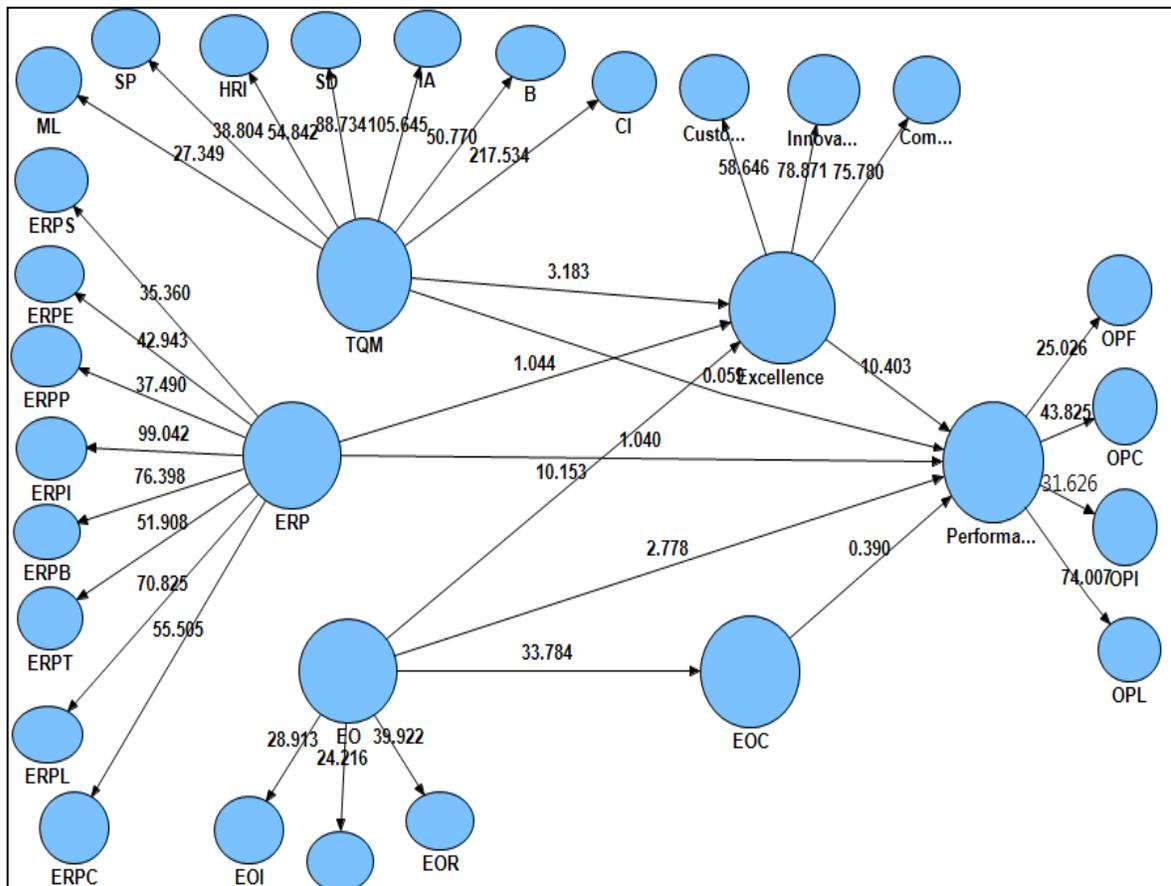 SP
HRI
SD
IA
B
ML
CI
Custo...
Innova...
Com...
38.804
54.842
88.734
105.645
50.770
27.349
217.534
58.646
78.871
75.780
ERPS
ERPE
35.360
3.183
TQM
42.943
ERPP
37.490
1.044
0.059
Excellence
10.403
25.026
OPF
43.825
OPC
99.042
ERPI
76.398
1.040
10.153
31.626
ERP
51.908
ERPB
Performa...
2.778
0.390
74.007
OPI
70.825
55.505
ERPT
33.784
OPL
EO
EOC
28.913
24.216
39.922
ERPL
EOI
EOR
ERPC